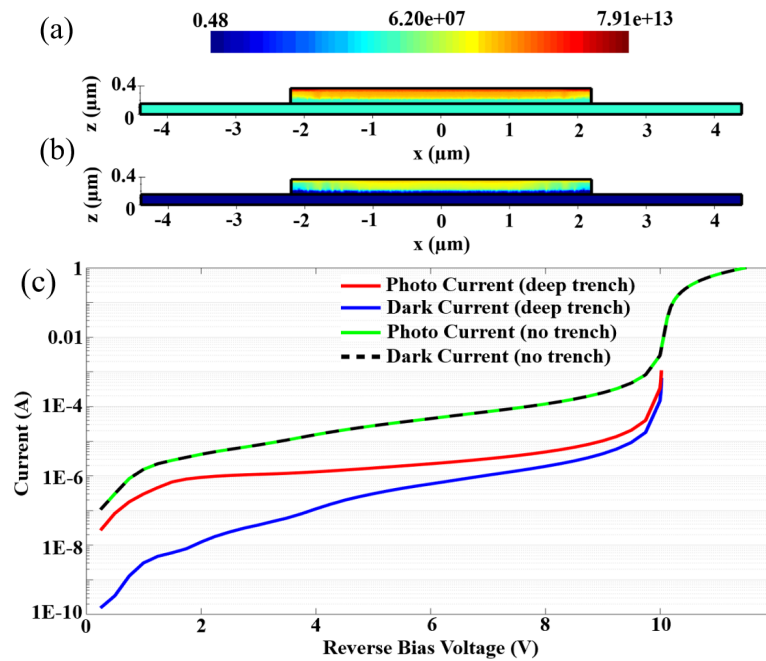 (a)
0.48 6.20e+07 7.91e+13
z (µm)
0.4
0
-4 -3 -2 -1 0 1 2 3 4
x (µm)
(b)
z (µm)
0.4
0
-4 -3 -2 -1 0 1 2 3 4
x (µm)
(c)
Current (A)
1
0.01
1E-4
1E-6
1E-8
1E-10
Photo Current (deep trench)
Dark Current (deep trench)
Photo Current (no trench)
Dark Current (no trench)
0 2 4 6 8 10
Reverse Bias Voltage (V)